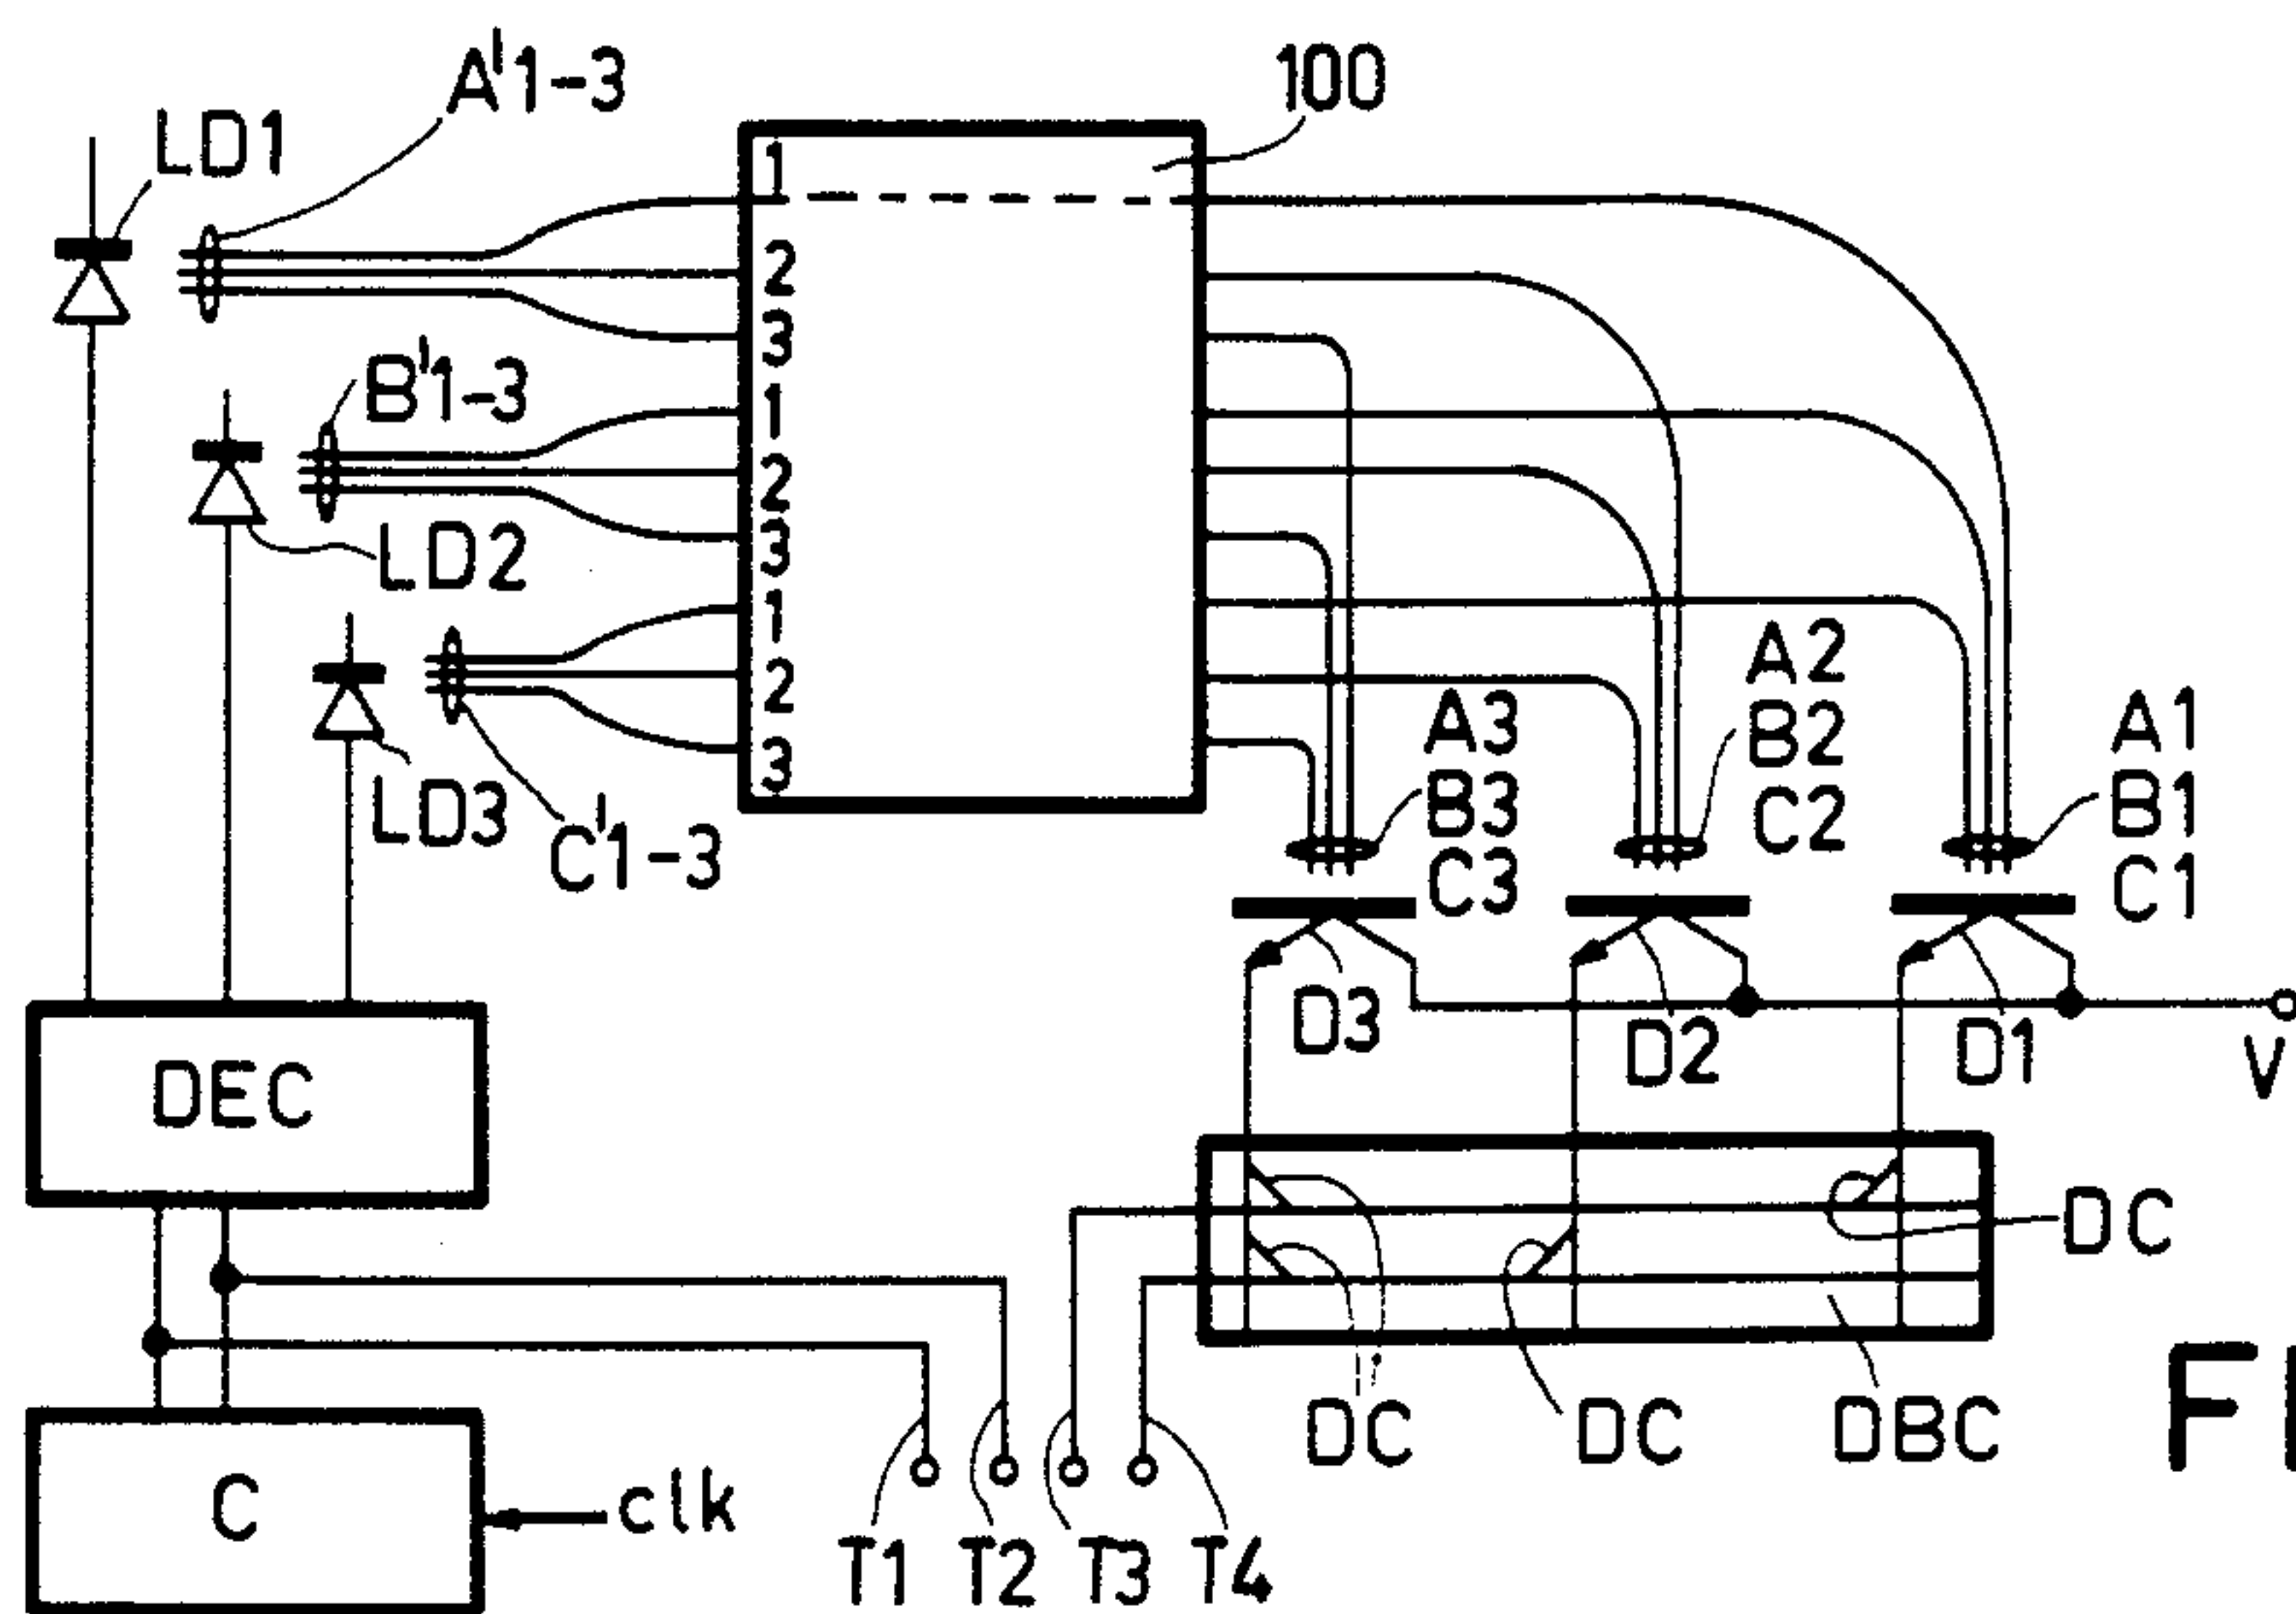 A'1-3
100
LD1
1
2
3
B'1-3
1
2
3
LD2
1
2
3
LD3
C'1-3
A3
B3
C3
A2
B2
C2
A1
B1
C1
D3
D2
D1
V
DEC
DC
DC
DC
DBC
C
clk
T1
T2
T3
T4